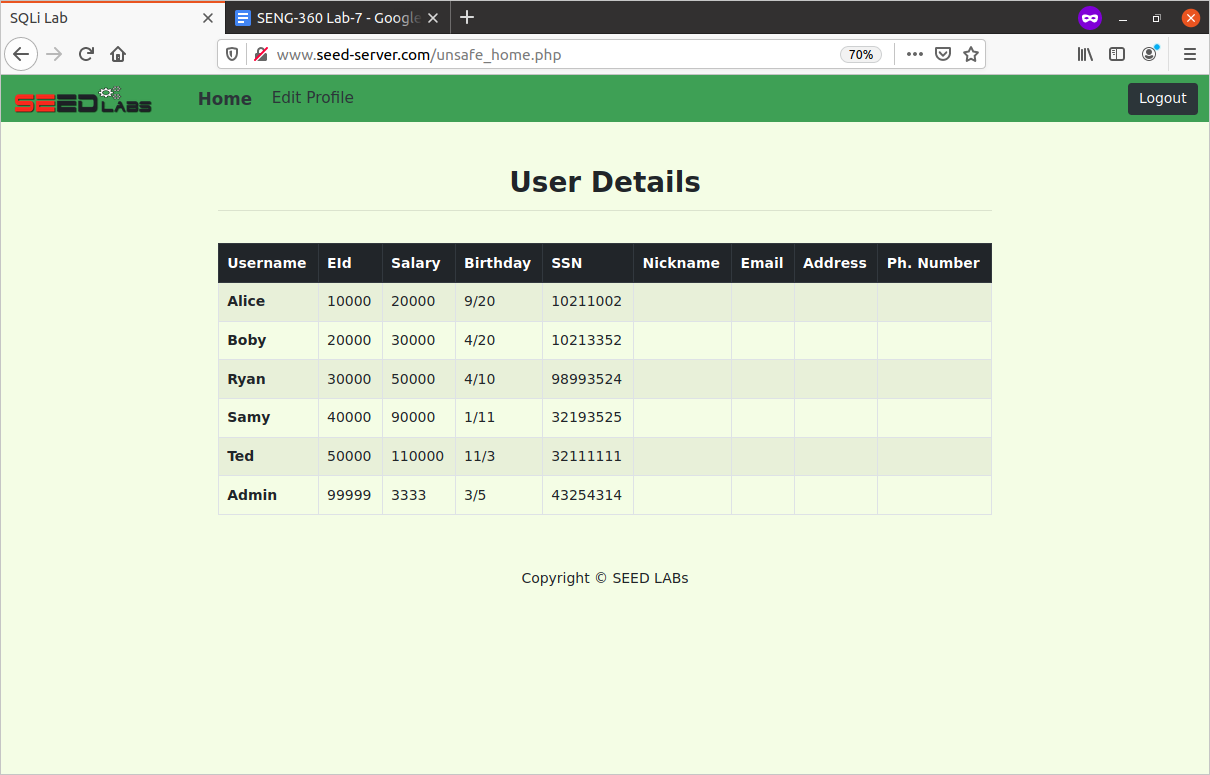 SQLi Lab
SENG-360 Lab-7 - Google
www.seed-server.com/unsafe_home.php 70%
SEED LABS Home Edit Profile Logout
User Details
Username EId Salary Birthday SSN Nickname Email Address Ph. Number
Alice 10000 20000 9/20 10211002
Boby 20000 30000 4/20 10213352
Ryan 30000 50000 4/10 98993524
Samy 40000 90000 1/11 32193525
Ted 50000 110000 11/3 32111111
Admin 99999 3333 3/5 43254314
Copyright © SEED LABs